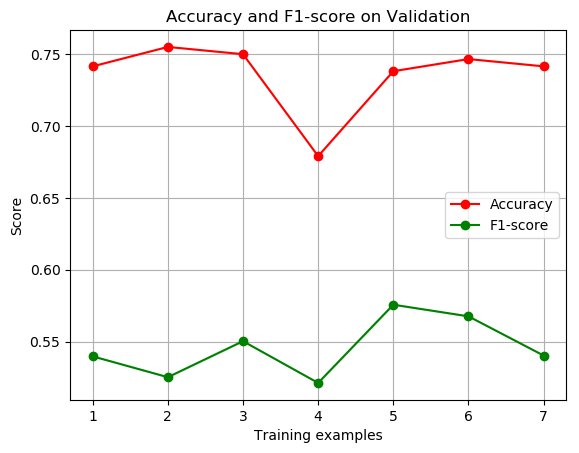 Accuracy and F1-score on Validation
0.75
0.70
0.65
0.60
0.55
Score
Accuracy
F1-score
1 2 3 4 5 6 7
Training examples